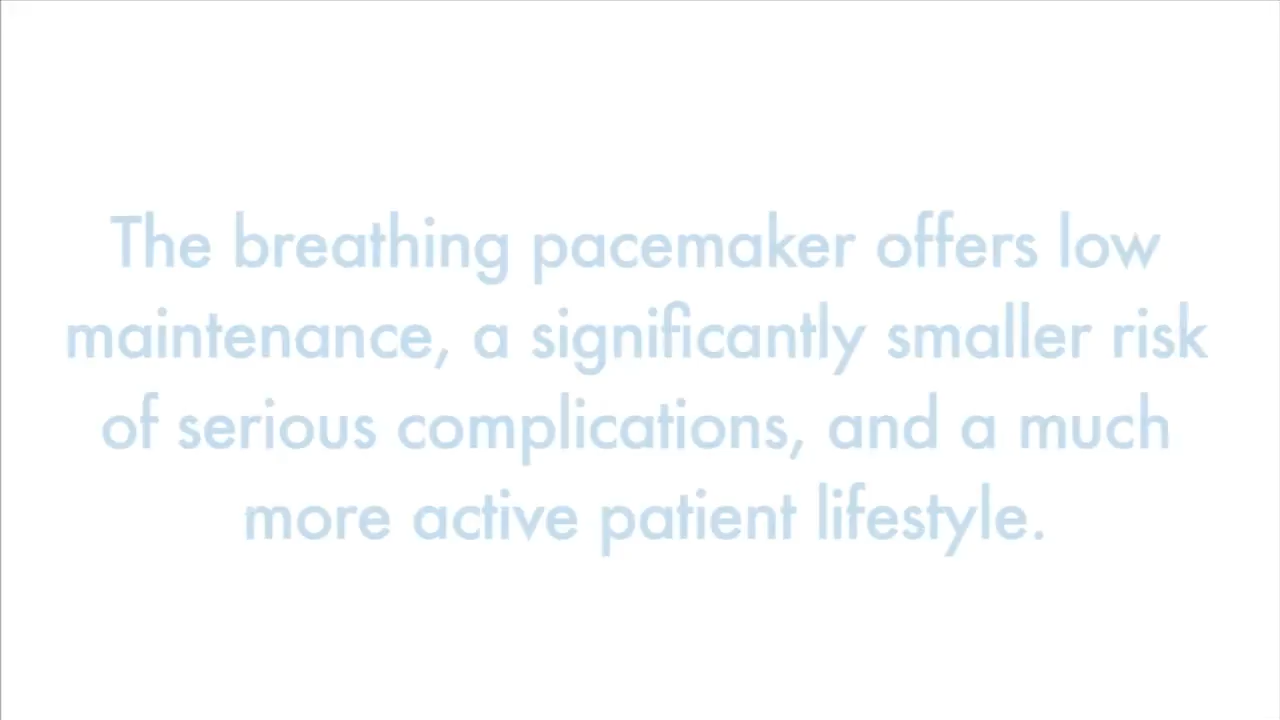 The breathing pacemaker offers low
maintenance, a significantly smaller risk
of serious complications, and a much
more active patient lifestyle.